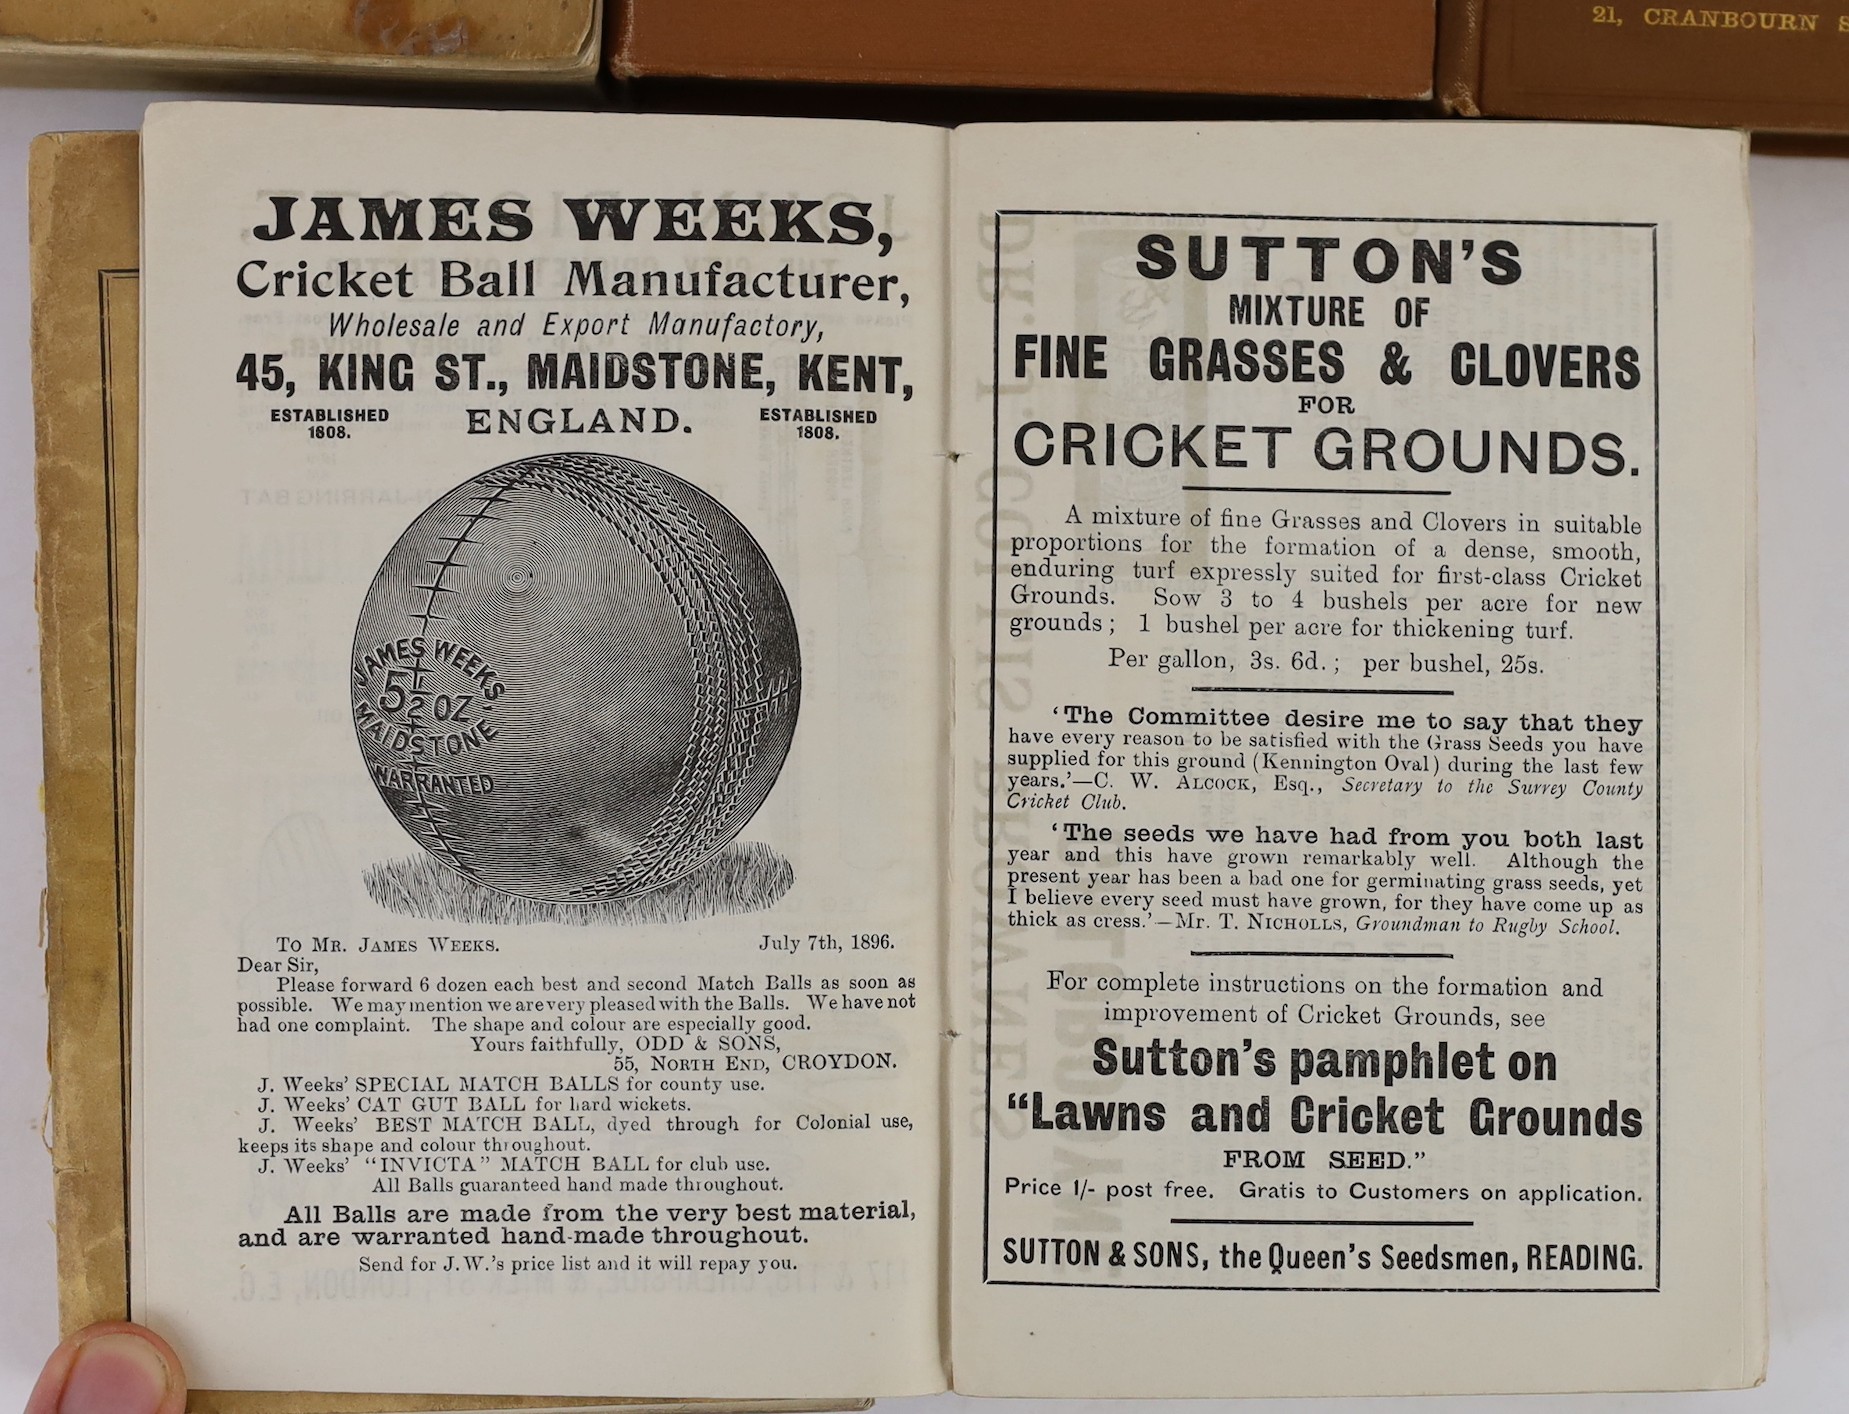 21, CRANBOURN S
JAMES WEEKS,
Cricket Ball Manufacturer,
Wholesale and Export Manufactory,
45, KING ST., MAIDSTONE, KENT,
ESTABLISHED 1808. ENGLAND. ESTABLISHED 1808.
JAMES WEEKS,
5½ OZ
MAIDSTONE
WARRANTED
To Mr. James Weeks. July 7th, 1896.
Dear Sir,
Please forward 6 dozen each best and second Match Balls as soon as
possible. We may mention we are very pleased with the Balls. We have not
had one complaint. The shape and colour are especially good.
Yours faithfully, ODD & SONS,
55, North End, CROYDON.
J. Weeks' SPECIAL MATCH BALLS for county use.
J. Weeks' CAT GUT BALL for hard wickets.
J. Weeks' BEST MATCH BALL, dyed through for Colonial use,
keeps its shape and colour throughout.
J. Weeks' "INVICTA" MATCH BALL for club use.
All Balls guaranteed hand made throughout.
All Balls are made from the very best material,
and are warranted hand-made throughout.
Send for J.W.'s price list and it will repay you.
SUTTON'S
MIXTURE OF
FINE GRASSES & CLOVERS
FOR
CRICKET GROUNDS.
A mixture of fine Grasses and Clovers in suitable
proportions for the formation of a dense, smooth,
enduring turf expressly suited for first-class Cricket
Grounds. Sow 3 to 4 bushels per acre for new
grounds; 1 bushel per acre for thickening turf.
Per gallon, 3s. 6d.; per bushel, 25s.
'The Committee desire me to say that they
have every reason to be satisfied with the Grass Seeds you have
supplied for this ground (Kennington Oval) during the last few
years.'—C. W. Alcock, Esq., Secretary to the Surrey County
Cricket Club.
'The seeds we have had from you both last
year and this have grown remarkably well. Although the
present year has been a bad one for germinating grass seeds, yet
I believe every seed must have grown, for they have come up as
thick as cress.'—Mr. T. Nicholls, Groundman to Rugby School.
For complete instructions on the formation and
improvement of Cricket Grounds, see
Sutton's pamphlet on
"Lawns and Cricket Grounds
FROM SEED."
Price 1/- post free. Gratis to Customers on application.
SUTTON & SONS, the Queen's Seedsmen, READING.